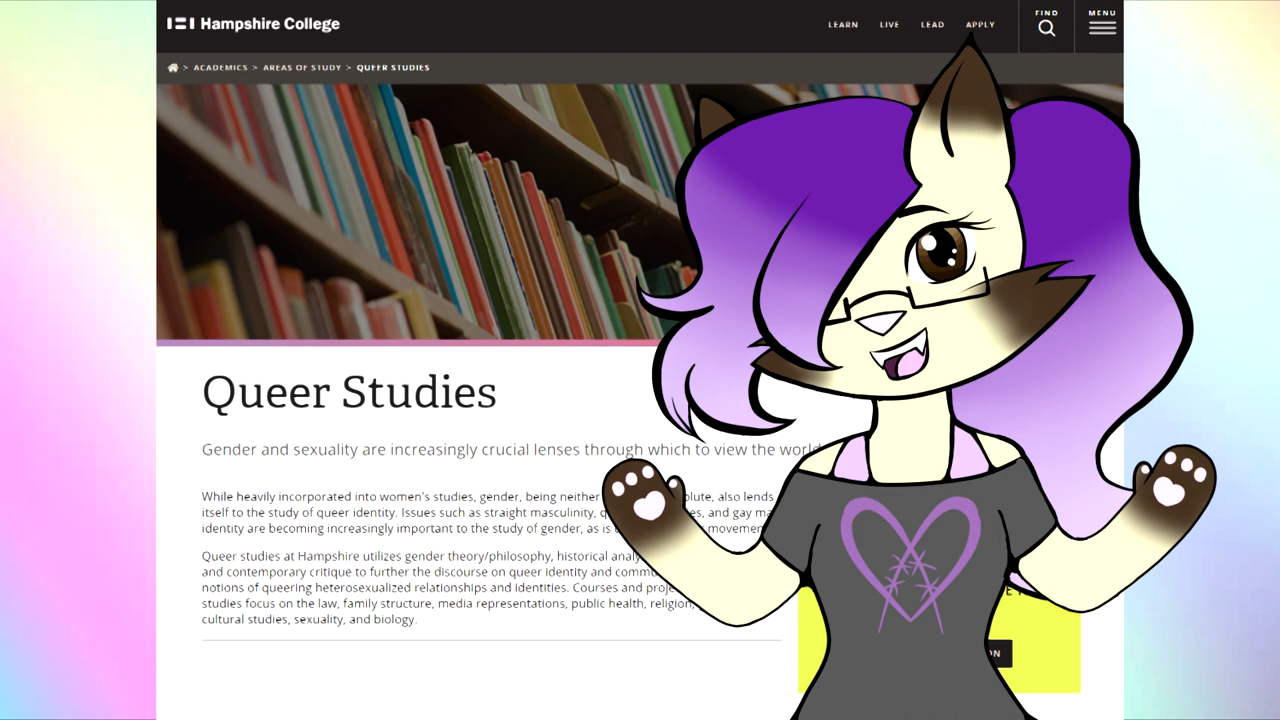 Hampshire College
LEARN LIVE LEAD APPLY
FIND
MENU
> ACADEMICS > AREAS OF STUDY > QUEER STUDIES
Queer Studies
Gender and sexuality are increasingly crucial lenses through which to view the world
While heavily incorporated into women's studies, gender, being neither also lends
itself to the study of queer identity. Issues such as straight masculinity, and gay
identity are becoming increasingly important to the study of gender, as is
Queer studies at Hampshire utilizes gender theory/philosophy, historical
and contemporary critique to further the discourse on queer identity and
notions of queering heterosexualized relationships and identities. Courses and
studies focus on the law, family structure, media representations, public health, religion,
cultural studies, sexuality, and biology.